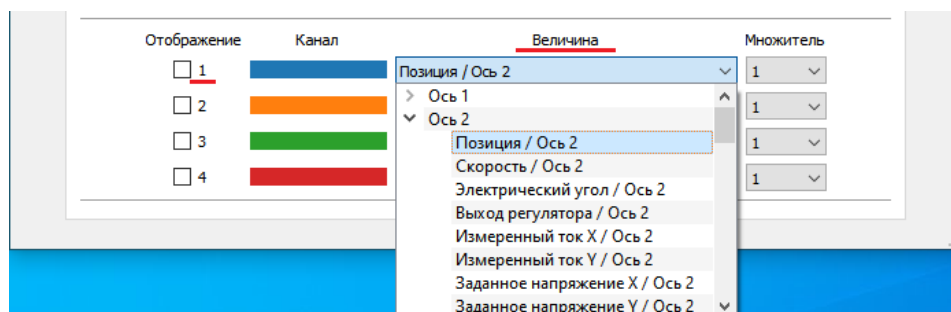 Отображение Канал Величина Множитель
1 Позиция / Ось 2 1
Ось 1
2 1
Ось 2
3 Позиция / Ось 2 1
Скорость / Ось 2
4 1
Электрический угол / Ось 2
Выход регулятора / Ось 2
Измеренный ток X / Ось 2
Измеренный ток Y / Ось 2
Заданное напряжение X / Ось 2
Заданное напряжение Y / Ось 2